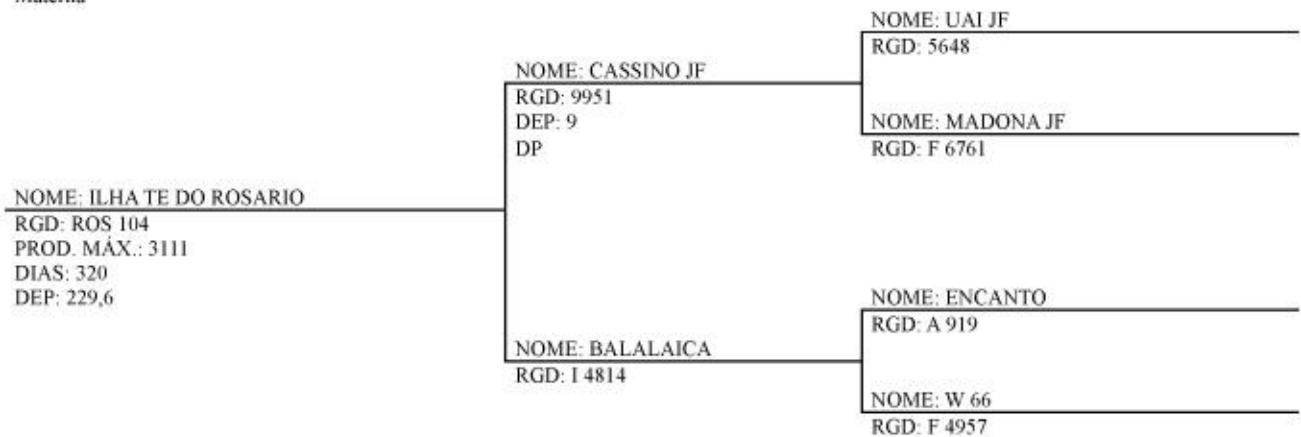 Materna
NOME: UAI JF
RGD: 5648
NOME: CASSINO JF
RGD: 9951
DEP: 9
DP
NOME: MADONA JF
RGD: F 6761
NOME: ILHA TE DO ROSARIO
RGD: ROS 104
PROD. MÁX.: 3111
DIAS: 320
DEP: 229,6
NOME: ENCANTO
RGD: A 919
NOME: BALALAICA
RGD: I 4814
NOME: W 66
RGD: F 4957